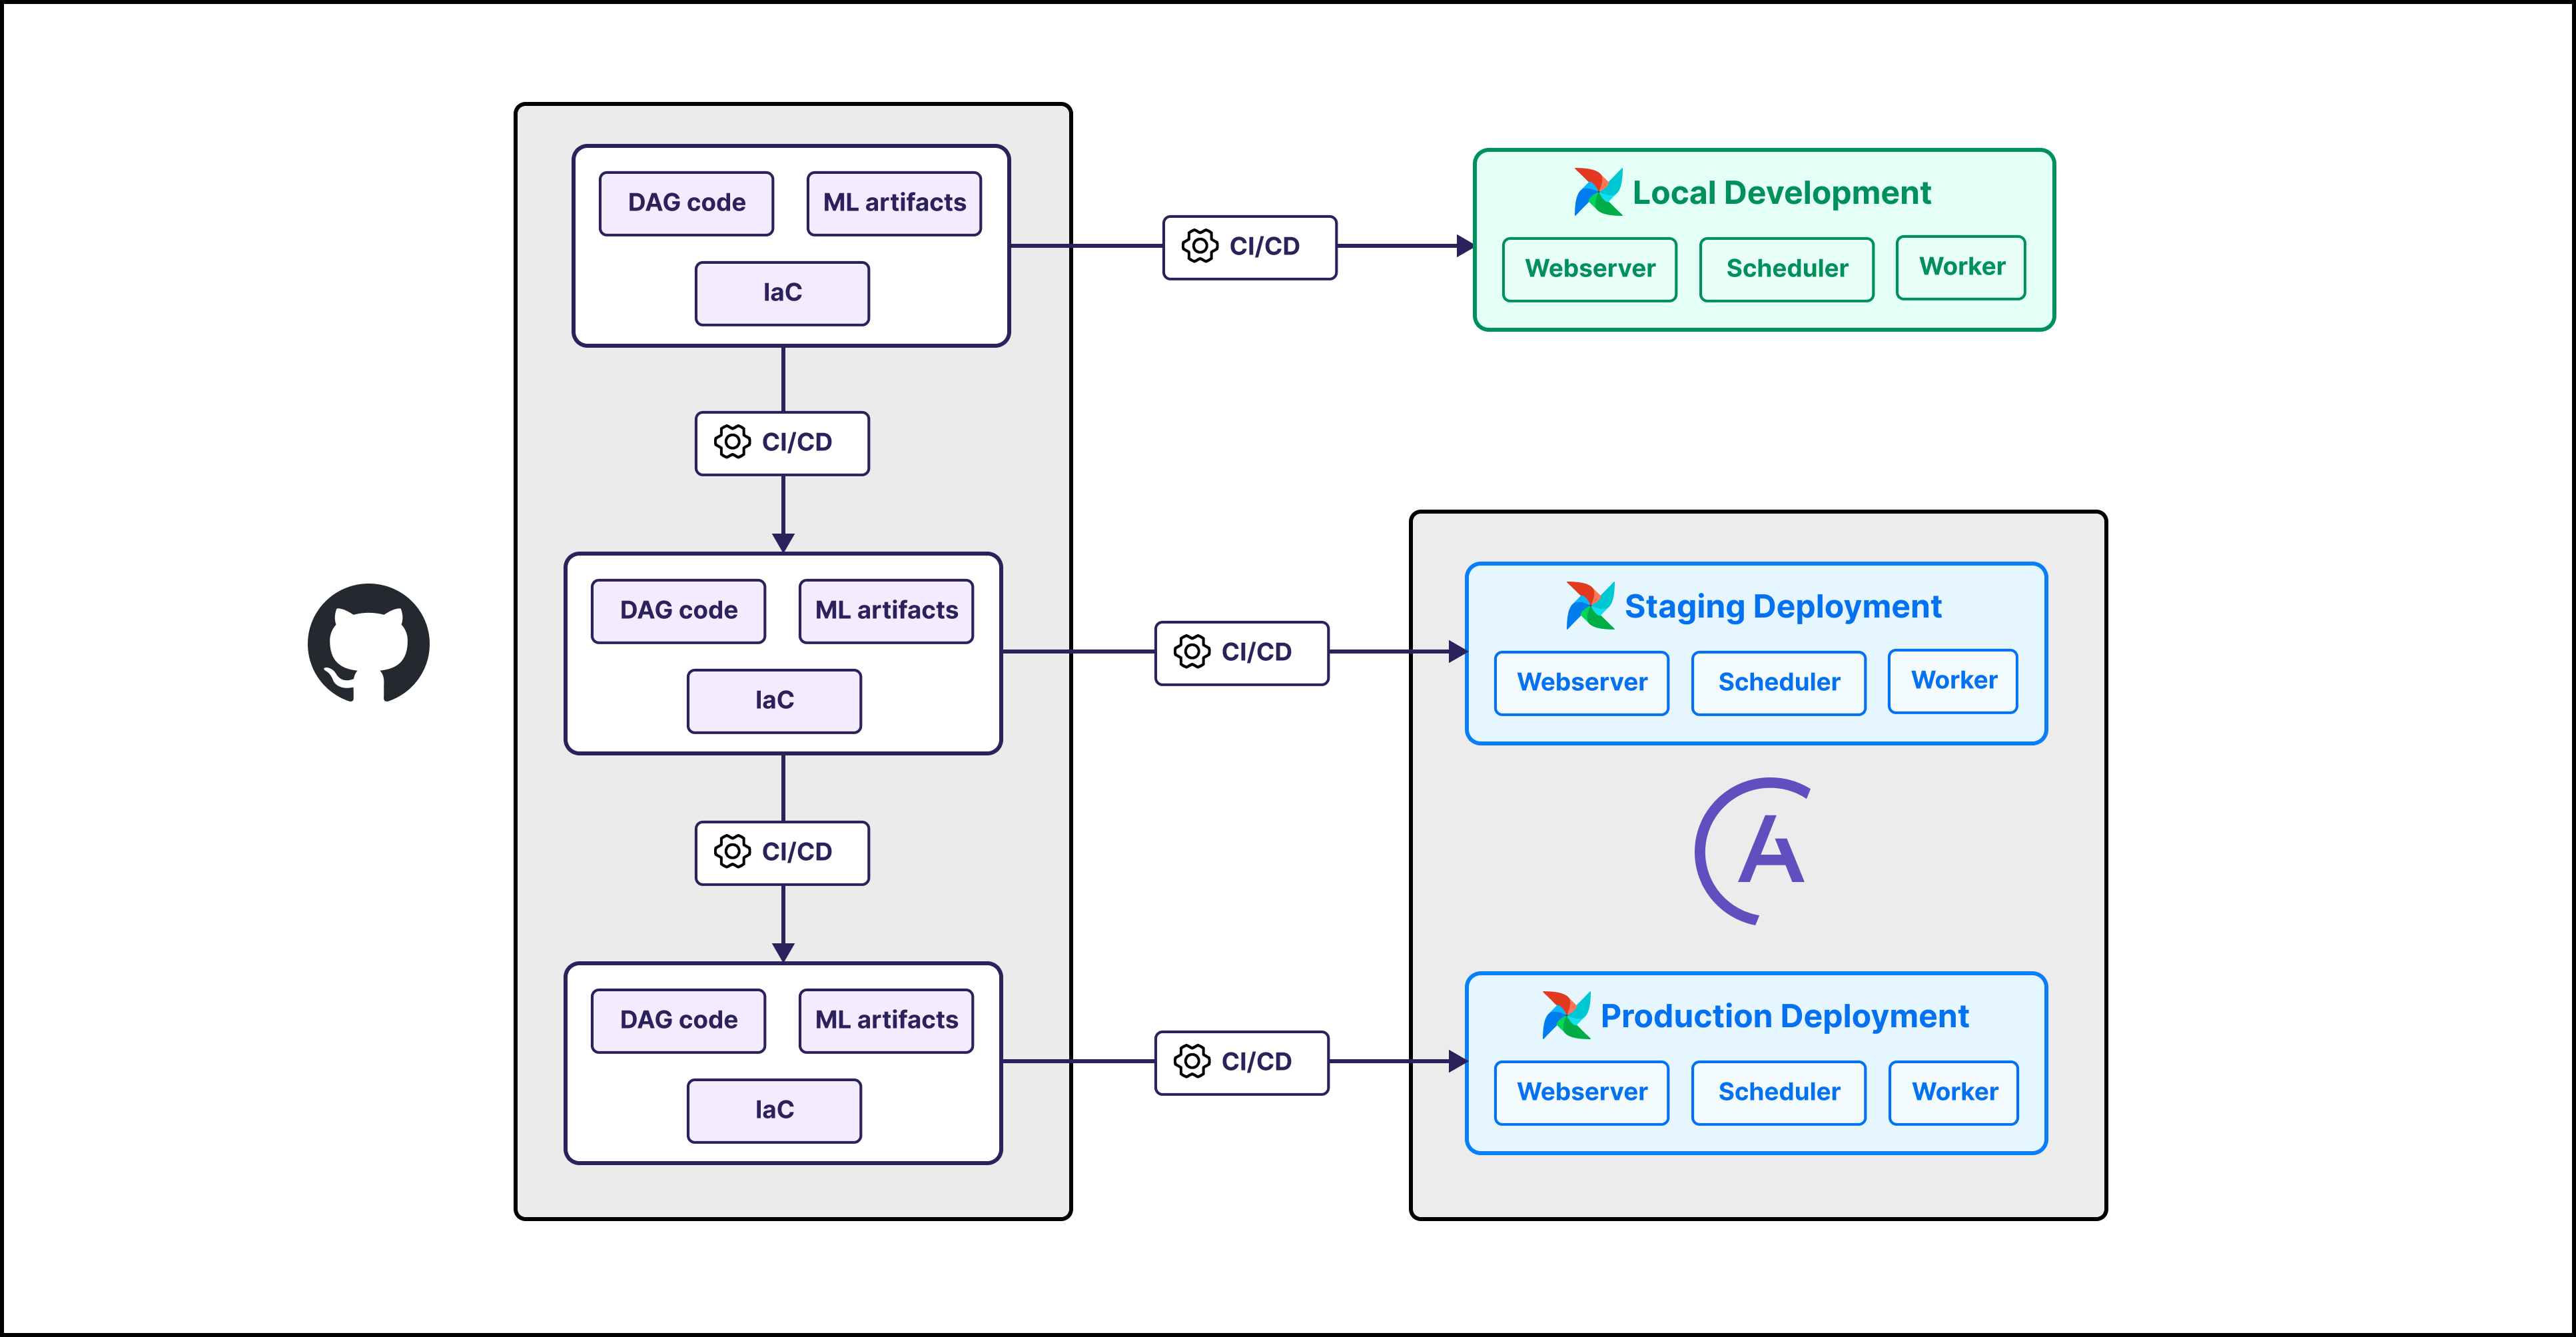 DAG code
ML artifacts
IaC
CI/CD
Local Development
Webserver
Scheduler
Worker
CI/CD
DAG code
ML artifacts
IaC
CI/CD
Staging Deployment
Webserver
Scheduler
Worker
CI/CD
A
DAG code
ML artifacts
IaC
CI/CD
Production Deployment
Webserver
Scheduler
Worker